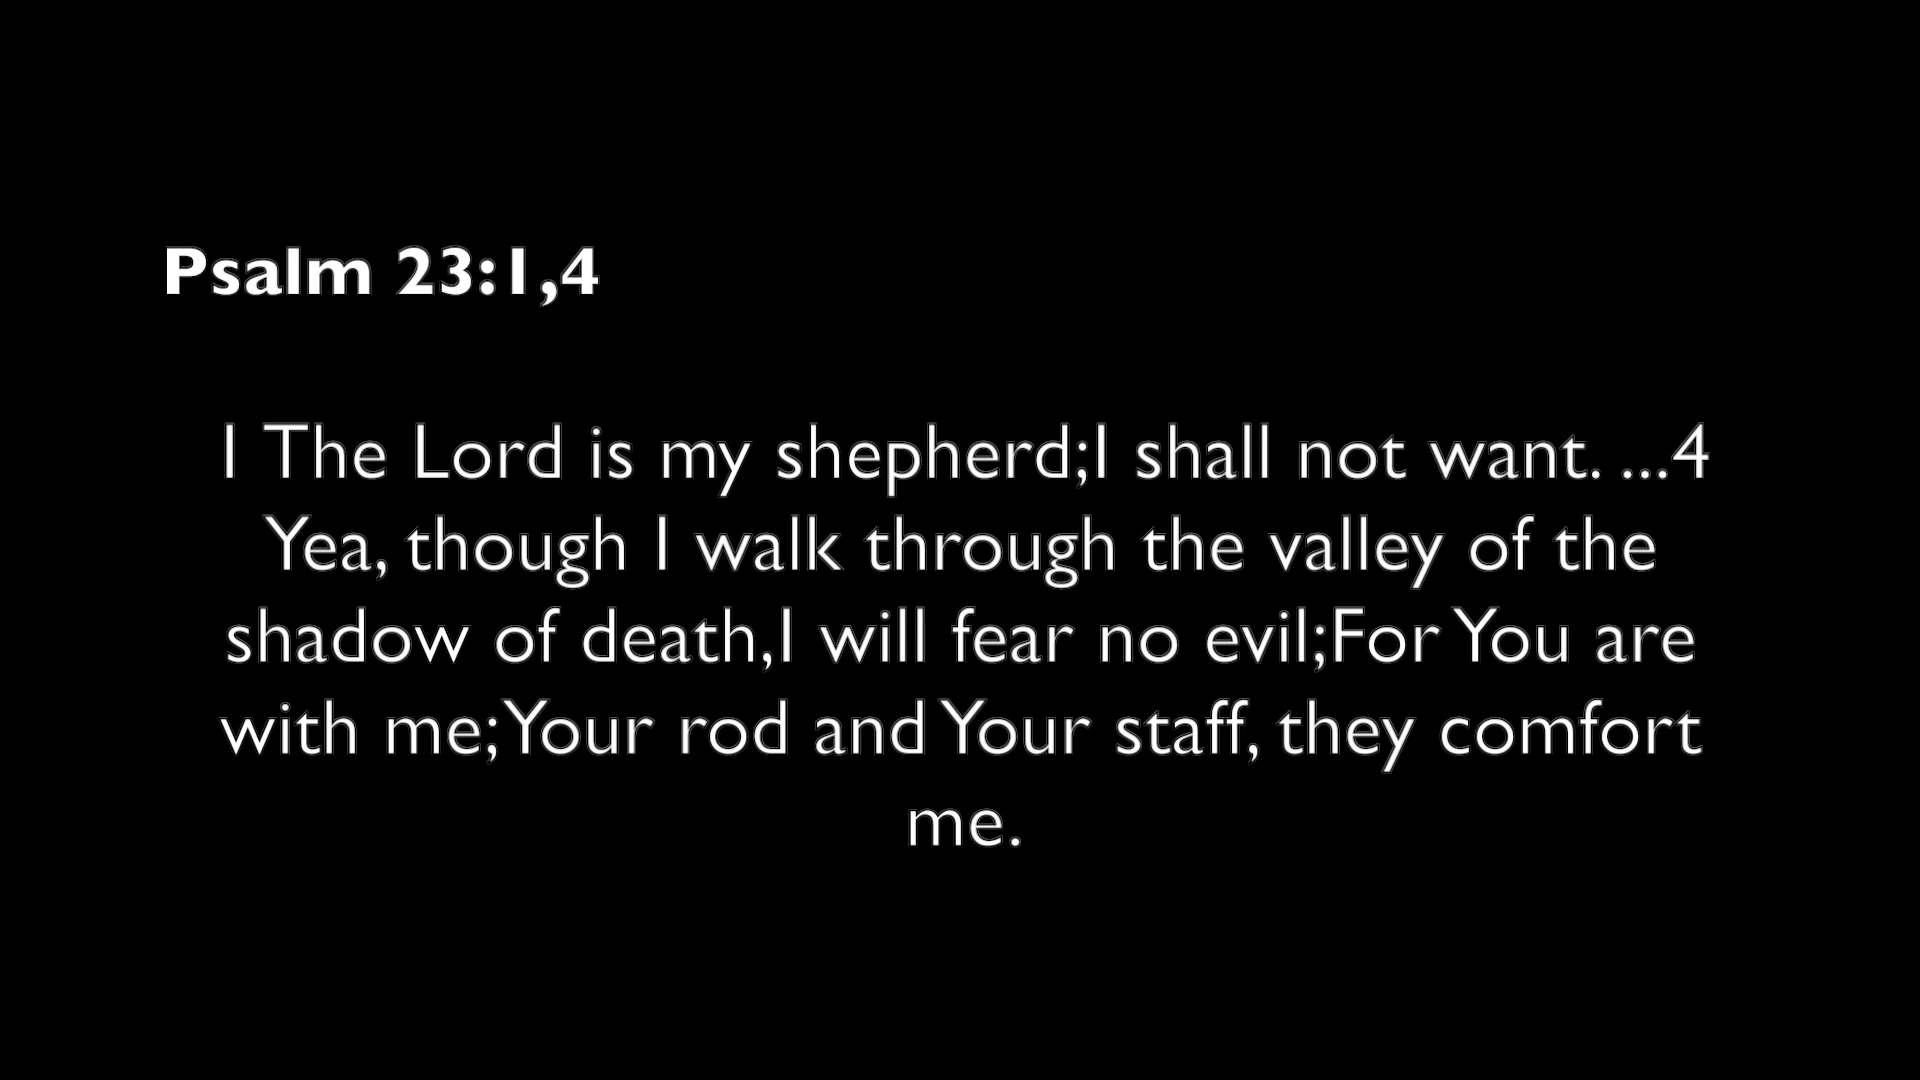 Psalm 23:1,4
1 The Lord is my shepherd;I shall not want. ...4
Yea, though I walk through the valley of the
shadow of death,I will fear no evil;For You are
with me;Your rod and Your staff, they comfort
me.